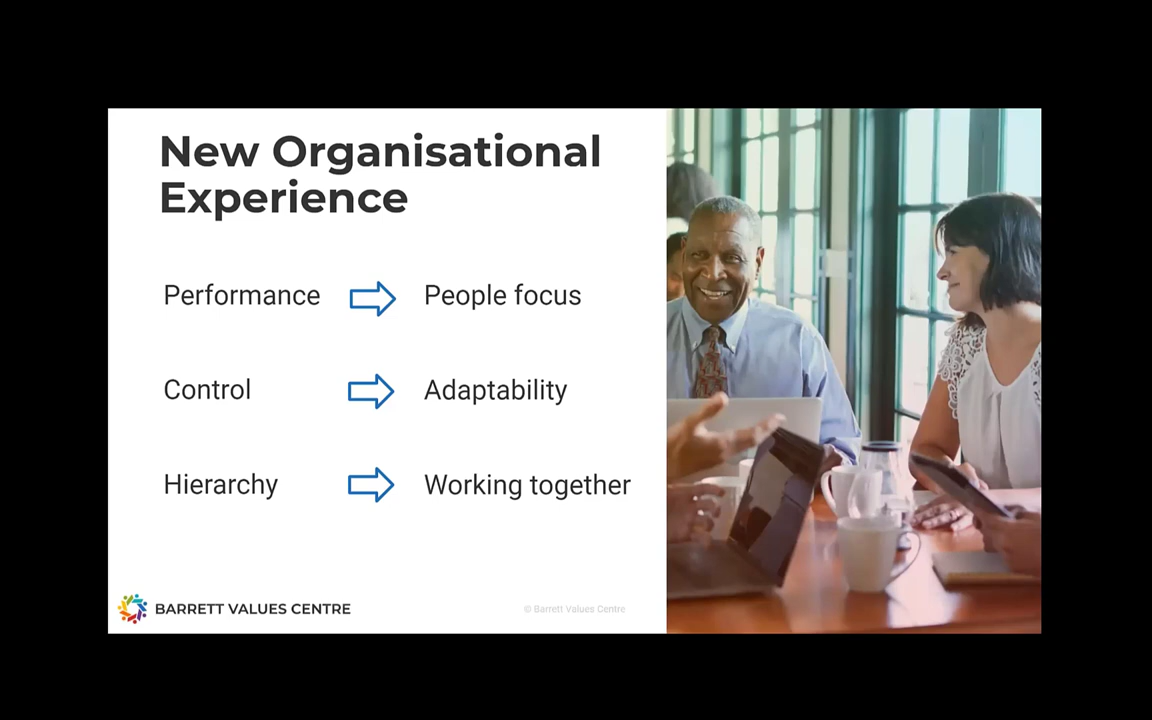 New Organisational
Experience
Performance People focus
Control Adaptability
Hierarchy Working together
BARRETT VALUES CENTRE
© Barrett Values Centre